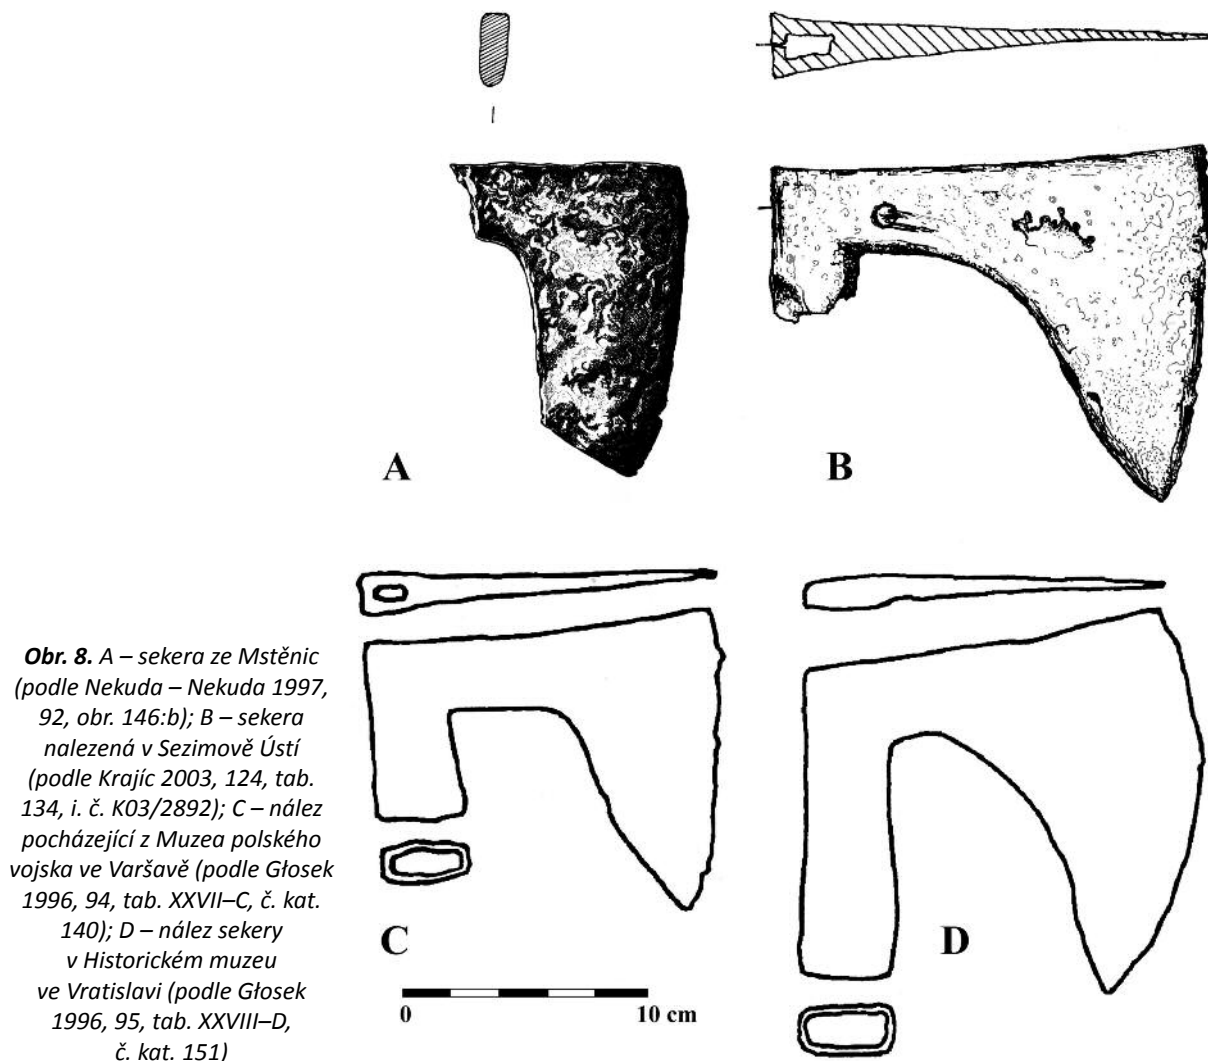 A
B
Obr. 8. A – sekera ze Mstěnic
(podle Nekuda – Nekuda 1997,
92, obr. 146:b); B – sekera
nalezená v Sezimově Ústí
(podle Krajíc 2003, 124, tab.
134, i. č. K03/2892); C – nález
pocházející z Muzea polského
vojska ve Varšavě (podle Głosek
1996, 94, tab. XXVII–C, č. kat.
140); D – nález sekery
v Historickém muzeu
ve Vratislavi (podle Głosek
1996, 95, tab. XXVIII–D,
č. kat. 151)
C
D
0 10 cm